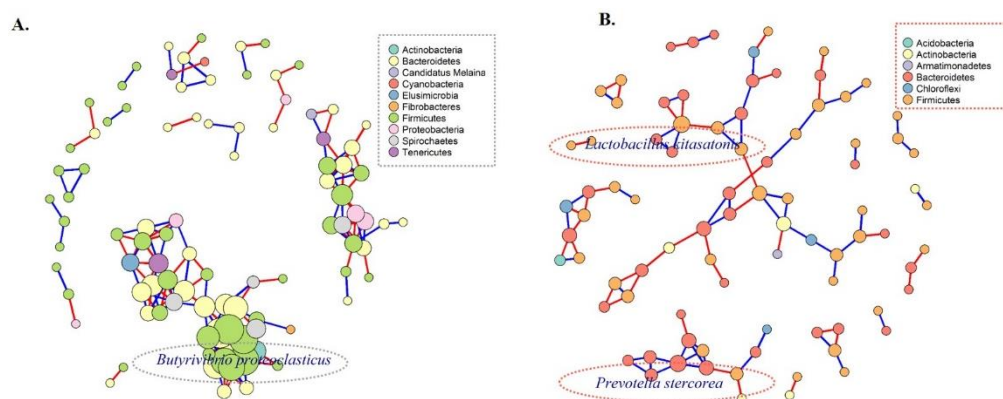 A.
Actinobacteria
Bacteroidetes
Candidatus Melaina
Cyanobacteria
Elusimicrobia
Fibrobacteres
Firmicutes
Proteobacteria
Spirochaetes
Tenericutes
Butyrivibrio proteoclasticus
B.
Acidobacteria
Actinobacteria
Armatimonadetes
Bacteroidetes
Chloroflexi
Firmicutes
Lactobacillus kitasatonis
Prevotella stercorea